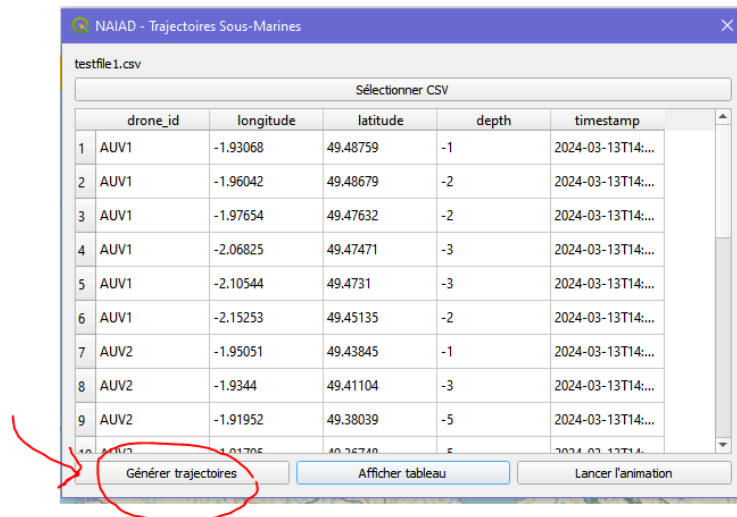 NAIAD - Trajectoires Sous-Marines
testfile1.csv
Sélectionner CSV
drone_id longitude latitude depth timestamp
1 AUV1 -1.93068 49.48759 -1 2024-03-13T14:...
2 AUV1 -1.96042 49.48679 -2 2024-03-13T14:...
3 AUV1 -1.97654 49.47632 -2 2024-03-13T14:...
4 AUV1 -2.06825 49.47471 -3 2024-03-13T14:...
5 AUV1 -2.10544 49.4731 -3 2024-03-13T14:...
6 AUV1 -2.15253 49.45135 -2 2024-03-13T14:...
7 AUV2 -1.95051 49.43845 -1 2024-03-13T14:...
8 AUV2 -1.9344 49.41104 -3 2024-03-13T14:...
9 AUV2 -1.91952 49.38039 -5 2024-03-13T14:...
Générer trajectoires Afficher tableau Lancer l'animation